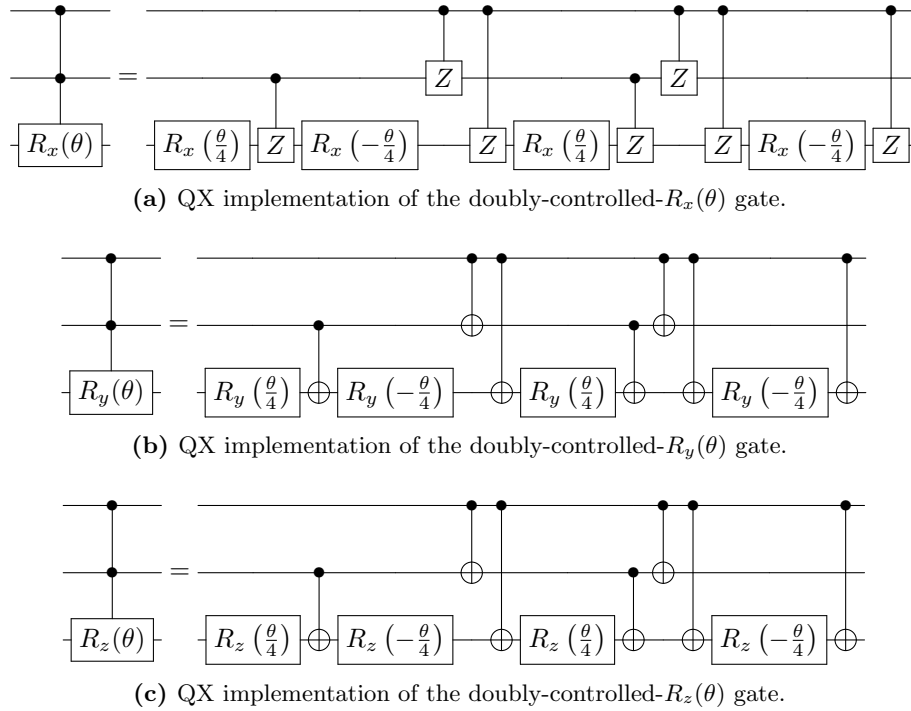 Z Z
R_x(θ) = R_x(θ/4) Z R_x(−θ/4) Z R_x(θ/4) Z Z R_x(−θ/4) Z
(a) QX implementation of the doubly-controlled-R_x(θ) gate.
R_y(θ) = R_y(θ/4) R_y(−θ/4) R_y(θ/4) R_y(−θ/4)
(b) QX implementation of the doubly-controlled-R_y(θ) gate.
R_z(θ) = R_z(θ/4) R_z(−θ/4) R_z(θ/4) R_z(−θ/4)
(c) QX implementation of the doubly-controlled-R_z(θ) gate.